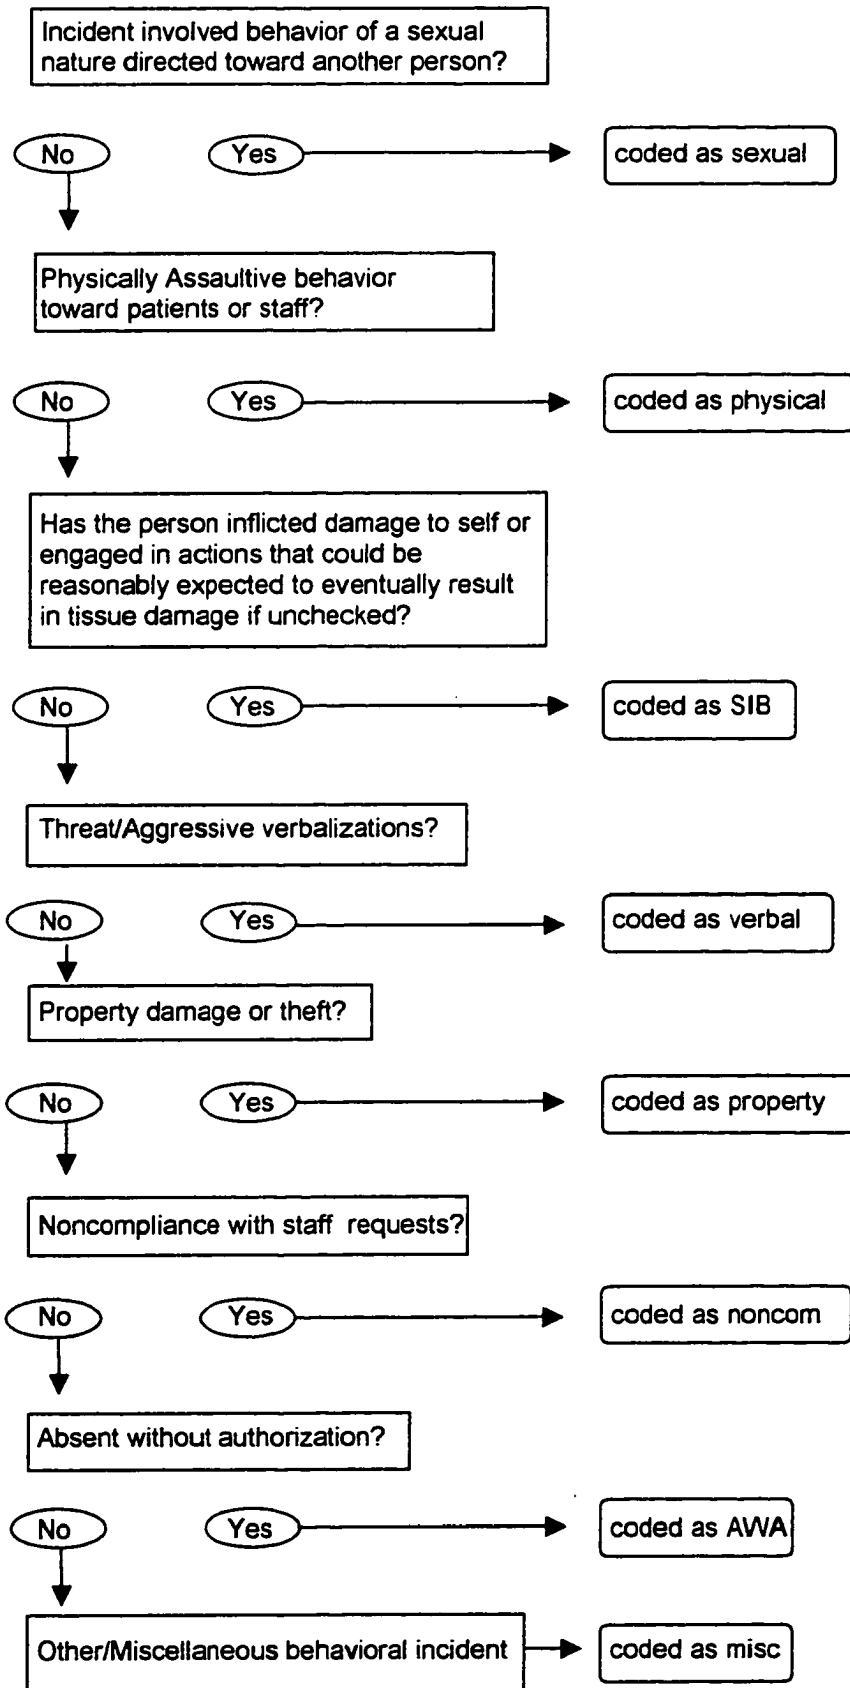 Incident involved behavior of a sexual
nature directed toward another person?
No
Yes
coded as sexual
Physically Assaultive behavior
toward patients or staff?
No
Yes
coded as physical
Has the person inflicted damage to self or
engaged in actions that could be
reasonably expected to eventually result
in tissue damage if unchecked?
No
Yes
coded as SIB
Threat/Aggressive verbalizations?
No
Yes
coded as verbal
Property damage or theft?
No
Yes
coded as property
Noncompliance with staff requests?
No
Yes
coded as noncom
Absent without authorization?
No
Yes
coded as AWA
Other/Miscellaneous behavioral incident
coded as misc